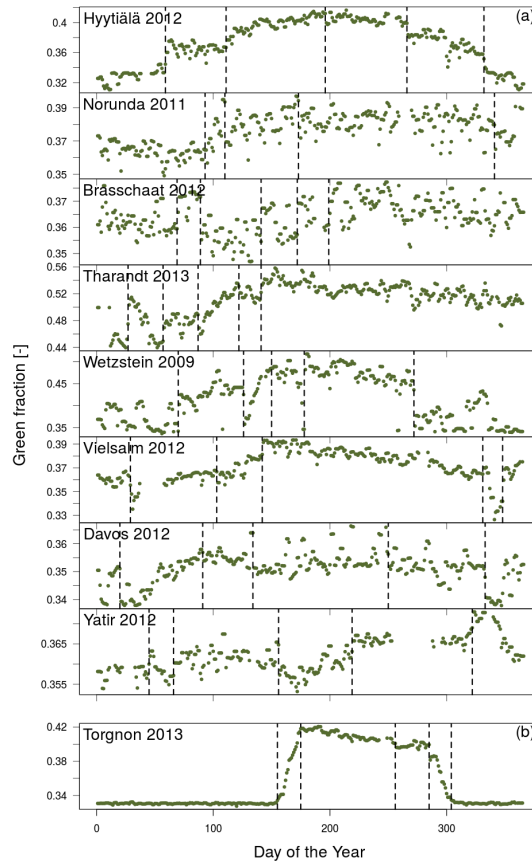 Hyytiälä 2012
(a)
0.4
0.36
0.32
Norunda 2011
0.39
0.37
0.35
Brasschaat 2012
0.37
0.36
0.35
Tharandt 2013
0.56
0.52
0.48
0.44
Wetzstein 2009
0.45
0.35
Vielsalm 2012
0.39
0.37
0.35
0.33
Davos 2012
0.36
0.35
0.34
Yatir 2012
0.365
0.355
Torgnon 2013
(b)
0.42
0.38
0.34
0
100
200
300
Day of the Year
Green fraction [-]